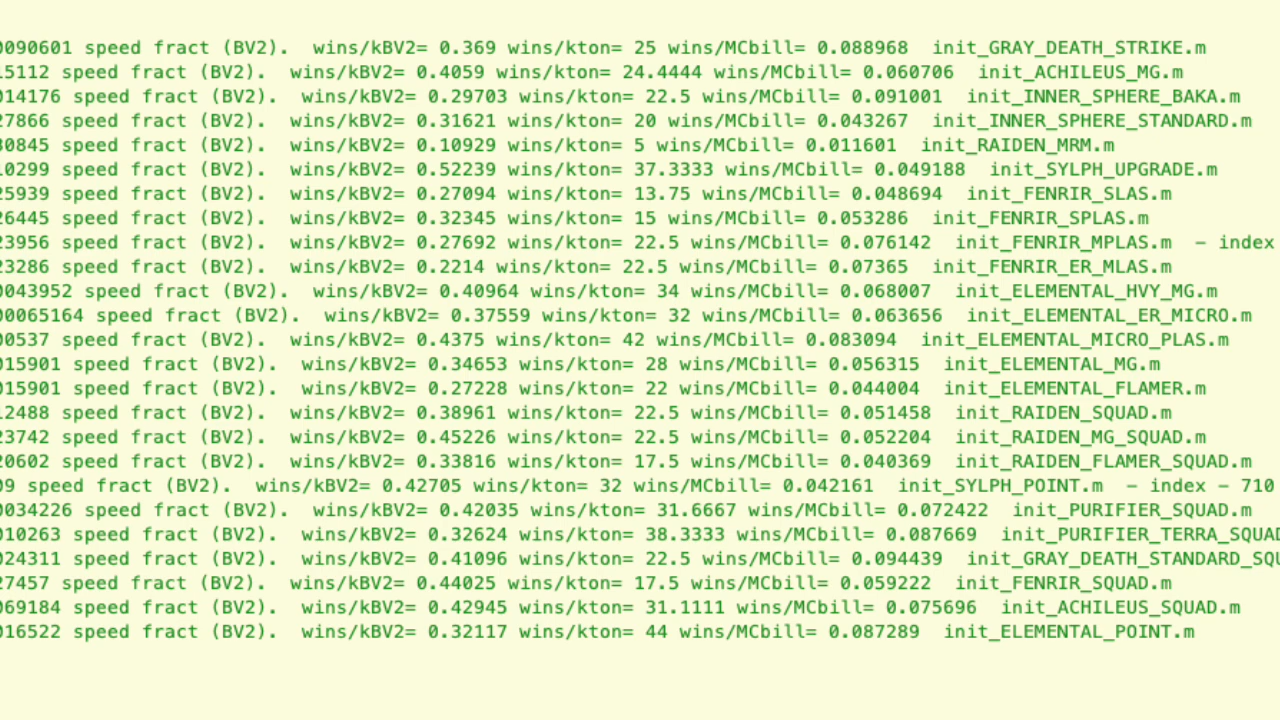 0090601 speed fract (BV2). wins/kBV2= 0.369 wins/kton= 25 wins/MCbill= 0.088968 init_GRAY_DEATH_STRIKE.m
15112 speed fract (BV2). wins/kBV2= 0.4059 wins/kton= 24.4444 wins/MCbill= 0.060706 init_ACHILEUS_MG.m
014176 speed fract (BV2). wins/kBV2= 0.29703 wins/kton= 22.5 wins/MCbill= 0.091001 init_INNER_SPHERE_BAKA.m
27866 speed fract (BV2). wins/kBV2= 0.31621 wins/kton= 20 wins/MCbill= 0.043267 init_INNER_SPHERE_STANDARD.m
30845 speed fract (BV2). wins/kBV2= 0.10929 wins/kton= 5 wins/MCbill= 0.011601 init_RAIDEN_MRM.m
10299 speed fract (BV2). wins/kBV2= 0.52239 wins/kton= 37.3333 wins/MCbill= 0.049188 init_SYLPH_UPGRADE.m
25939 speed fract (BV2). wins/kBV2= 0.27094 wins/kton= 13.75 wins/MCbill= 0.048694 init_FENRIR_SLAS.m
26445 speed fract (BV2). wins/kBV2= 0.32345 wins/kton= 15 wins/MCbill= 0.053286 init_FENRIR_SPLAS.m
23956 speed fract (BV2). wins/kBV2= 0.27692 wins/kton= 22.5 wins/MCbill= 0.076142 init_FENRIR_MPLAS.m - index
23286 speed fract (BV2). wins/kBV2= 0.2214 wins/kton= 22.5 wins/MCbill= 0.07365 init_FENRIR_ER_MLAS.m
0043952 speed fract (BV2). wins/kBV2= 0.40964 wins/kton= 34 wins/MCbill= 0.068007 init_ELEMENTAL_HVY_MG.m
00065164 speed fract (BV2). wins/kBV2= 0.37559 wins/kton= 32 wins/MCbill= 0.063656 init_ELEMENTAL_ER_MICRO.m
00537 speed fract (BV2). wins/kBV2= 0.4375 wins/kton= 42 wins/MCbill= 0.083094 init_ELEMENTAL_MICRO_PLAS.m
015901 speed fract (BV2). wins/kBV2= 0.34653 wins/kton= 28 wins/MCbill= 0.056315 init_ELEMENTAL_MG.m
015901 speed fract (BV2). wins/kBV2= 0.27228 wins/kton= 22 wins/MCbill= 0.044004 init_ELEMENTAL_FLAMER.m
12488 speed fract (BV2). wins/kBV2= 0.38961 wins/kton= 22.5 wins/MCbill= 0.051458 init_RAIDEN_SQUAD.m
23742 speed fract (BV2). wins/kBV2= 0.45226 wins/kton= 22.5 wins/MCbill= 0.052204 init_RAIDEN_MG_SQUAD.m
20602 speed fract (BV2). wins/kBV2= 0.33816 wins/kton= 17.5 wins/MCbill= 0.040369 init_RAIDEN_FLAMER_SQUAD.m
09 speed fract (BV2). wins/kBV2= 0.42705 wins/kton= 32 wins/MCbill= 0.042161 init_SYLPH_POINT.m - index - 710
0034226 speed fract (BV2). wins/kBV2= 0.42035 wins/kton= 31.6667 wins/MCbill= 0.072422 init_PURIFIER_SQUAD.m
010263 speed fract (BV2). wins/kBV2= 0.32624 wins/kton= 38.3333 wins/MCbill= 0.087669 init_PURIFIER_TERRA_SQUAD
024311 speed fract (BV2). wins/kBV2= 0.41096 wins/kton= 22.5 wins/MCbill= 0.094439 init_GRAY_DEATH_STANDARD_SQU
27457 speed fract (BV2). wins/kBV2= 0.44025 wins/kton= 17.5 wins/MCbill= 0.059222 init_FENRIR_SQUAD.m
069184 speed fract (BV2). wins/kBV2= 0.42945 wins/kton= 31.1111 wins/MCbill= 0.075696 init_ACHILEUS_SQUAD.m
016522 speed fract (BV2). wins/kBV2= 0.32117 wins/kton= 44 wins/MCbill= 0.087289 init_ELEMENTAL_POINT.m